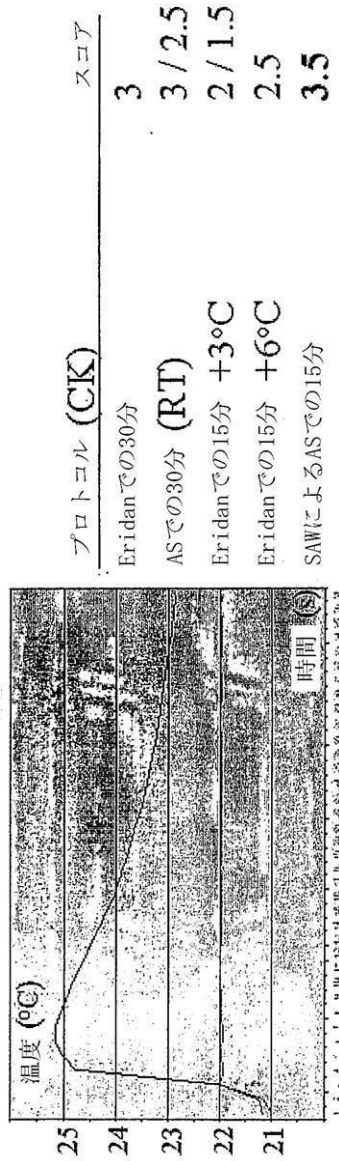 温度 (ºC)
25
24
23
22
21
時間 (s)
プロトコル (CK) スコア
Eridanでの30分 3
ASでの30分 (RT) 3 / 2.5
Eridanでの15分 +3ºC 2 / 1.5
Eridanでの15分 +6ºC 2.5
SAWによるASでの15分 3.5